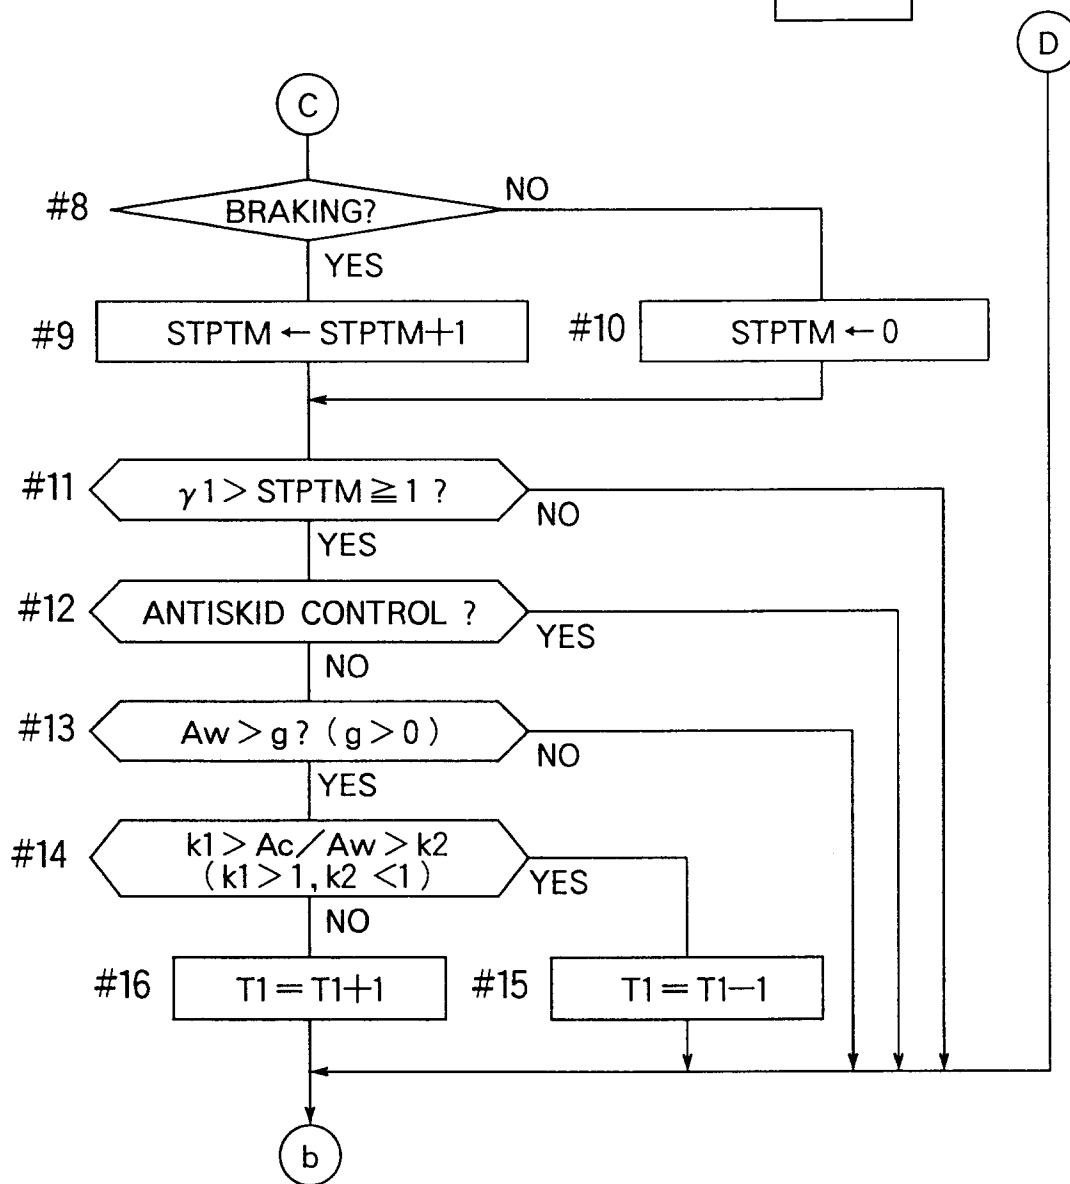 D
C
#8
BRAKING?
NO
YES
#9
STPTM ← STPTM+1
#10
STPTM ← 0
#11
γ1 > STPTM ≧ 1 ?
NO
YES
#12
ANTISKID CONTROL ?
YES
NO
#13
Aw > g ? ( g > 0 )
NO
YES
#14
k1 > Ac / Aw > k2
( k1 > 1, k2 < 1 )
YES
NO
#16
T1 = T1+1
#15
T1 = T1−1
b